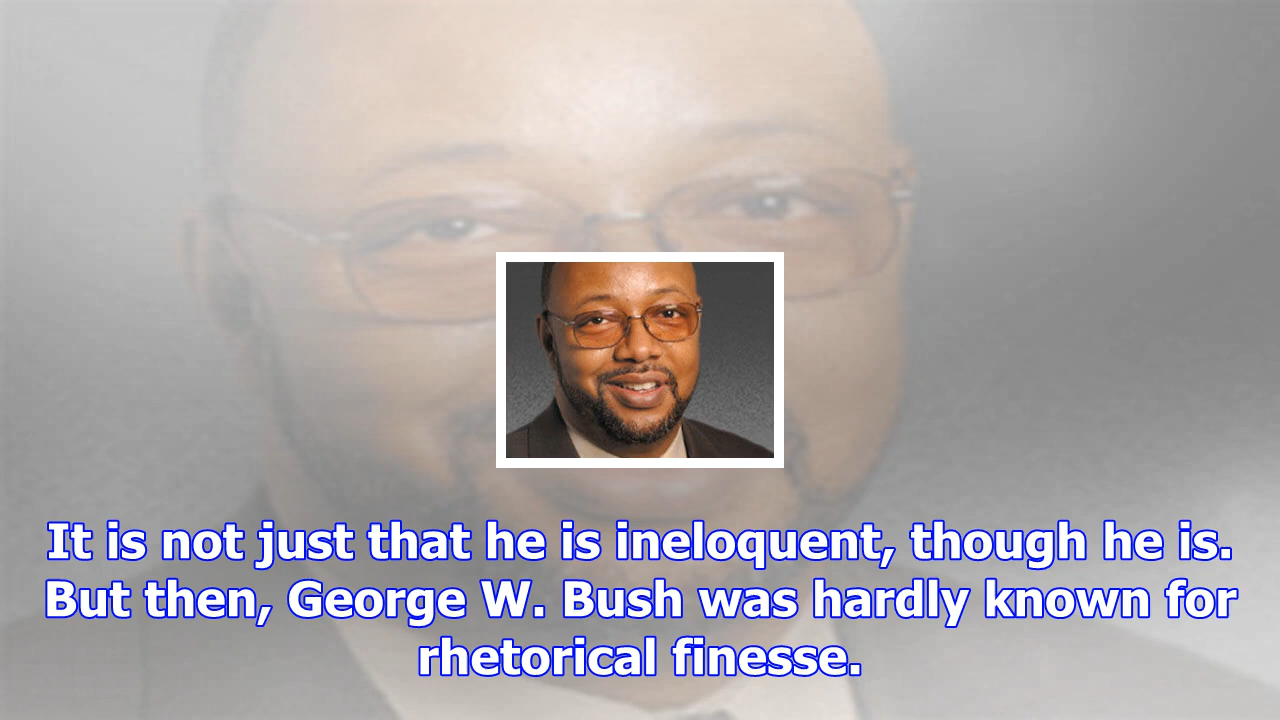 It is not just that he is ineloquent, though he is.
But then, George W. Bush was hardly known for
rhetorical finesse.